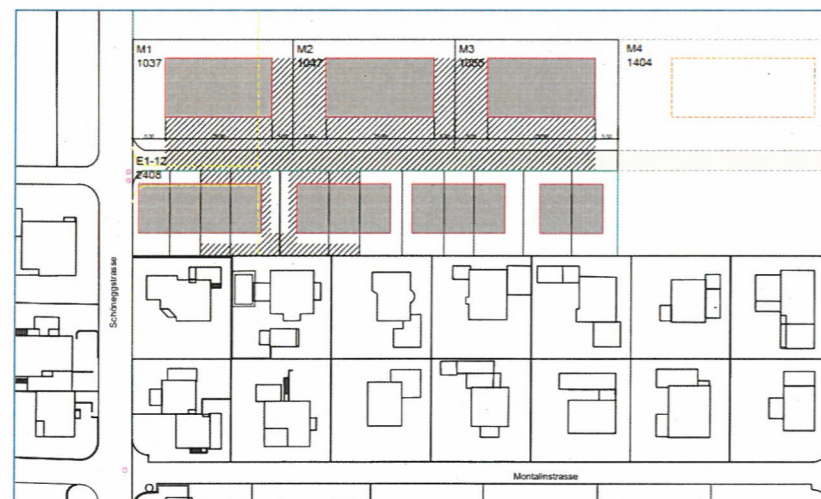 M1
1037
M2
1047
M3
1055
M4
1404
E1-12
2408
Schöneggstrasse
Montalinstrasse